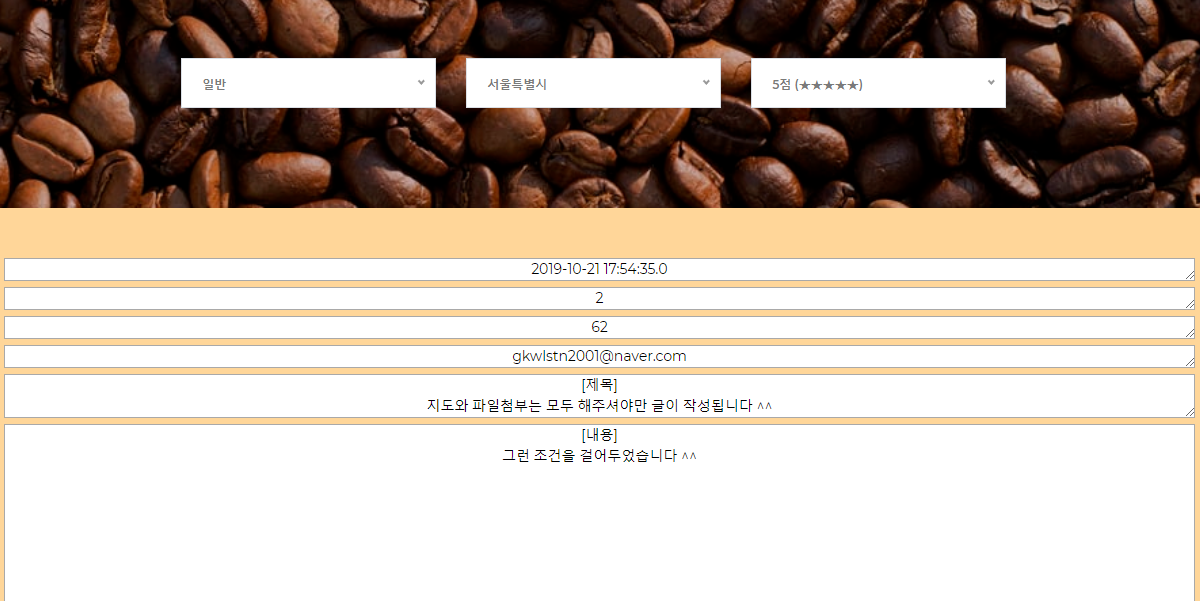 일반
서울특별시
5점 (★★★★★)
2019-10-21 17:54:35.0
2
62
gkwlstn2001@naver.com
[제목]
지도와 파일첨부는 모두 해주셔야만 글이 작성됩니다 ^^
[내용]
그런 조건을 걸어두었습니다 ^^